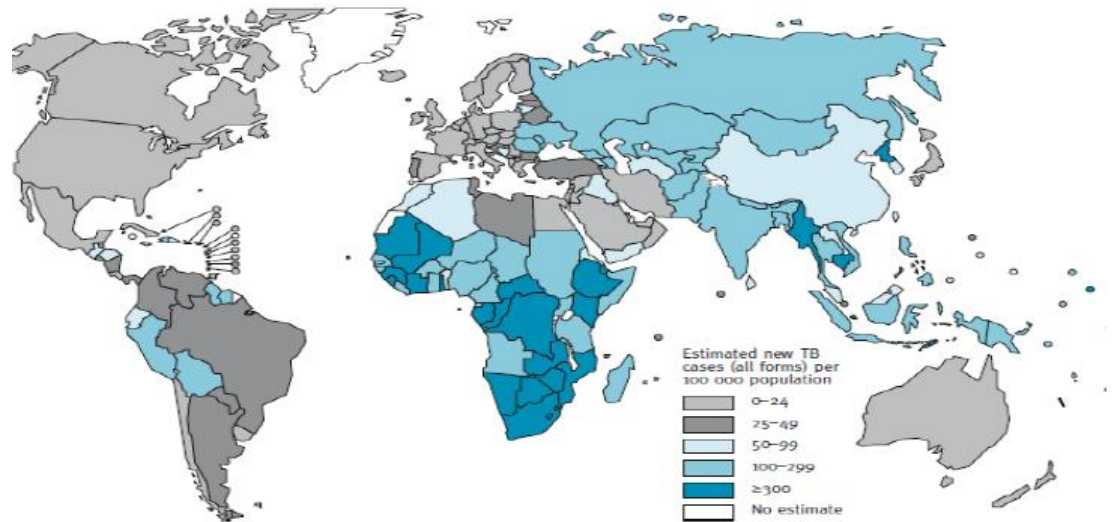 Estimated new TB
cases (all forms) per
100 000 population
0–24
25–49
50–99
100–299
≥300
No estimate